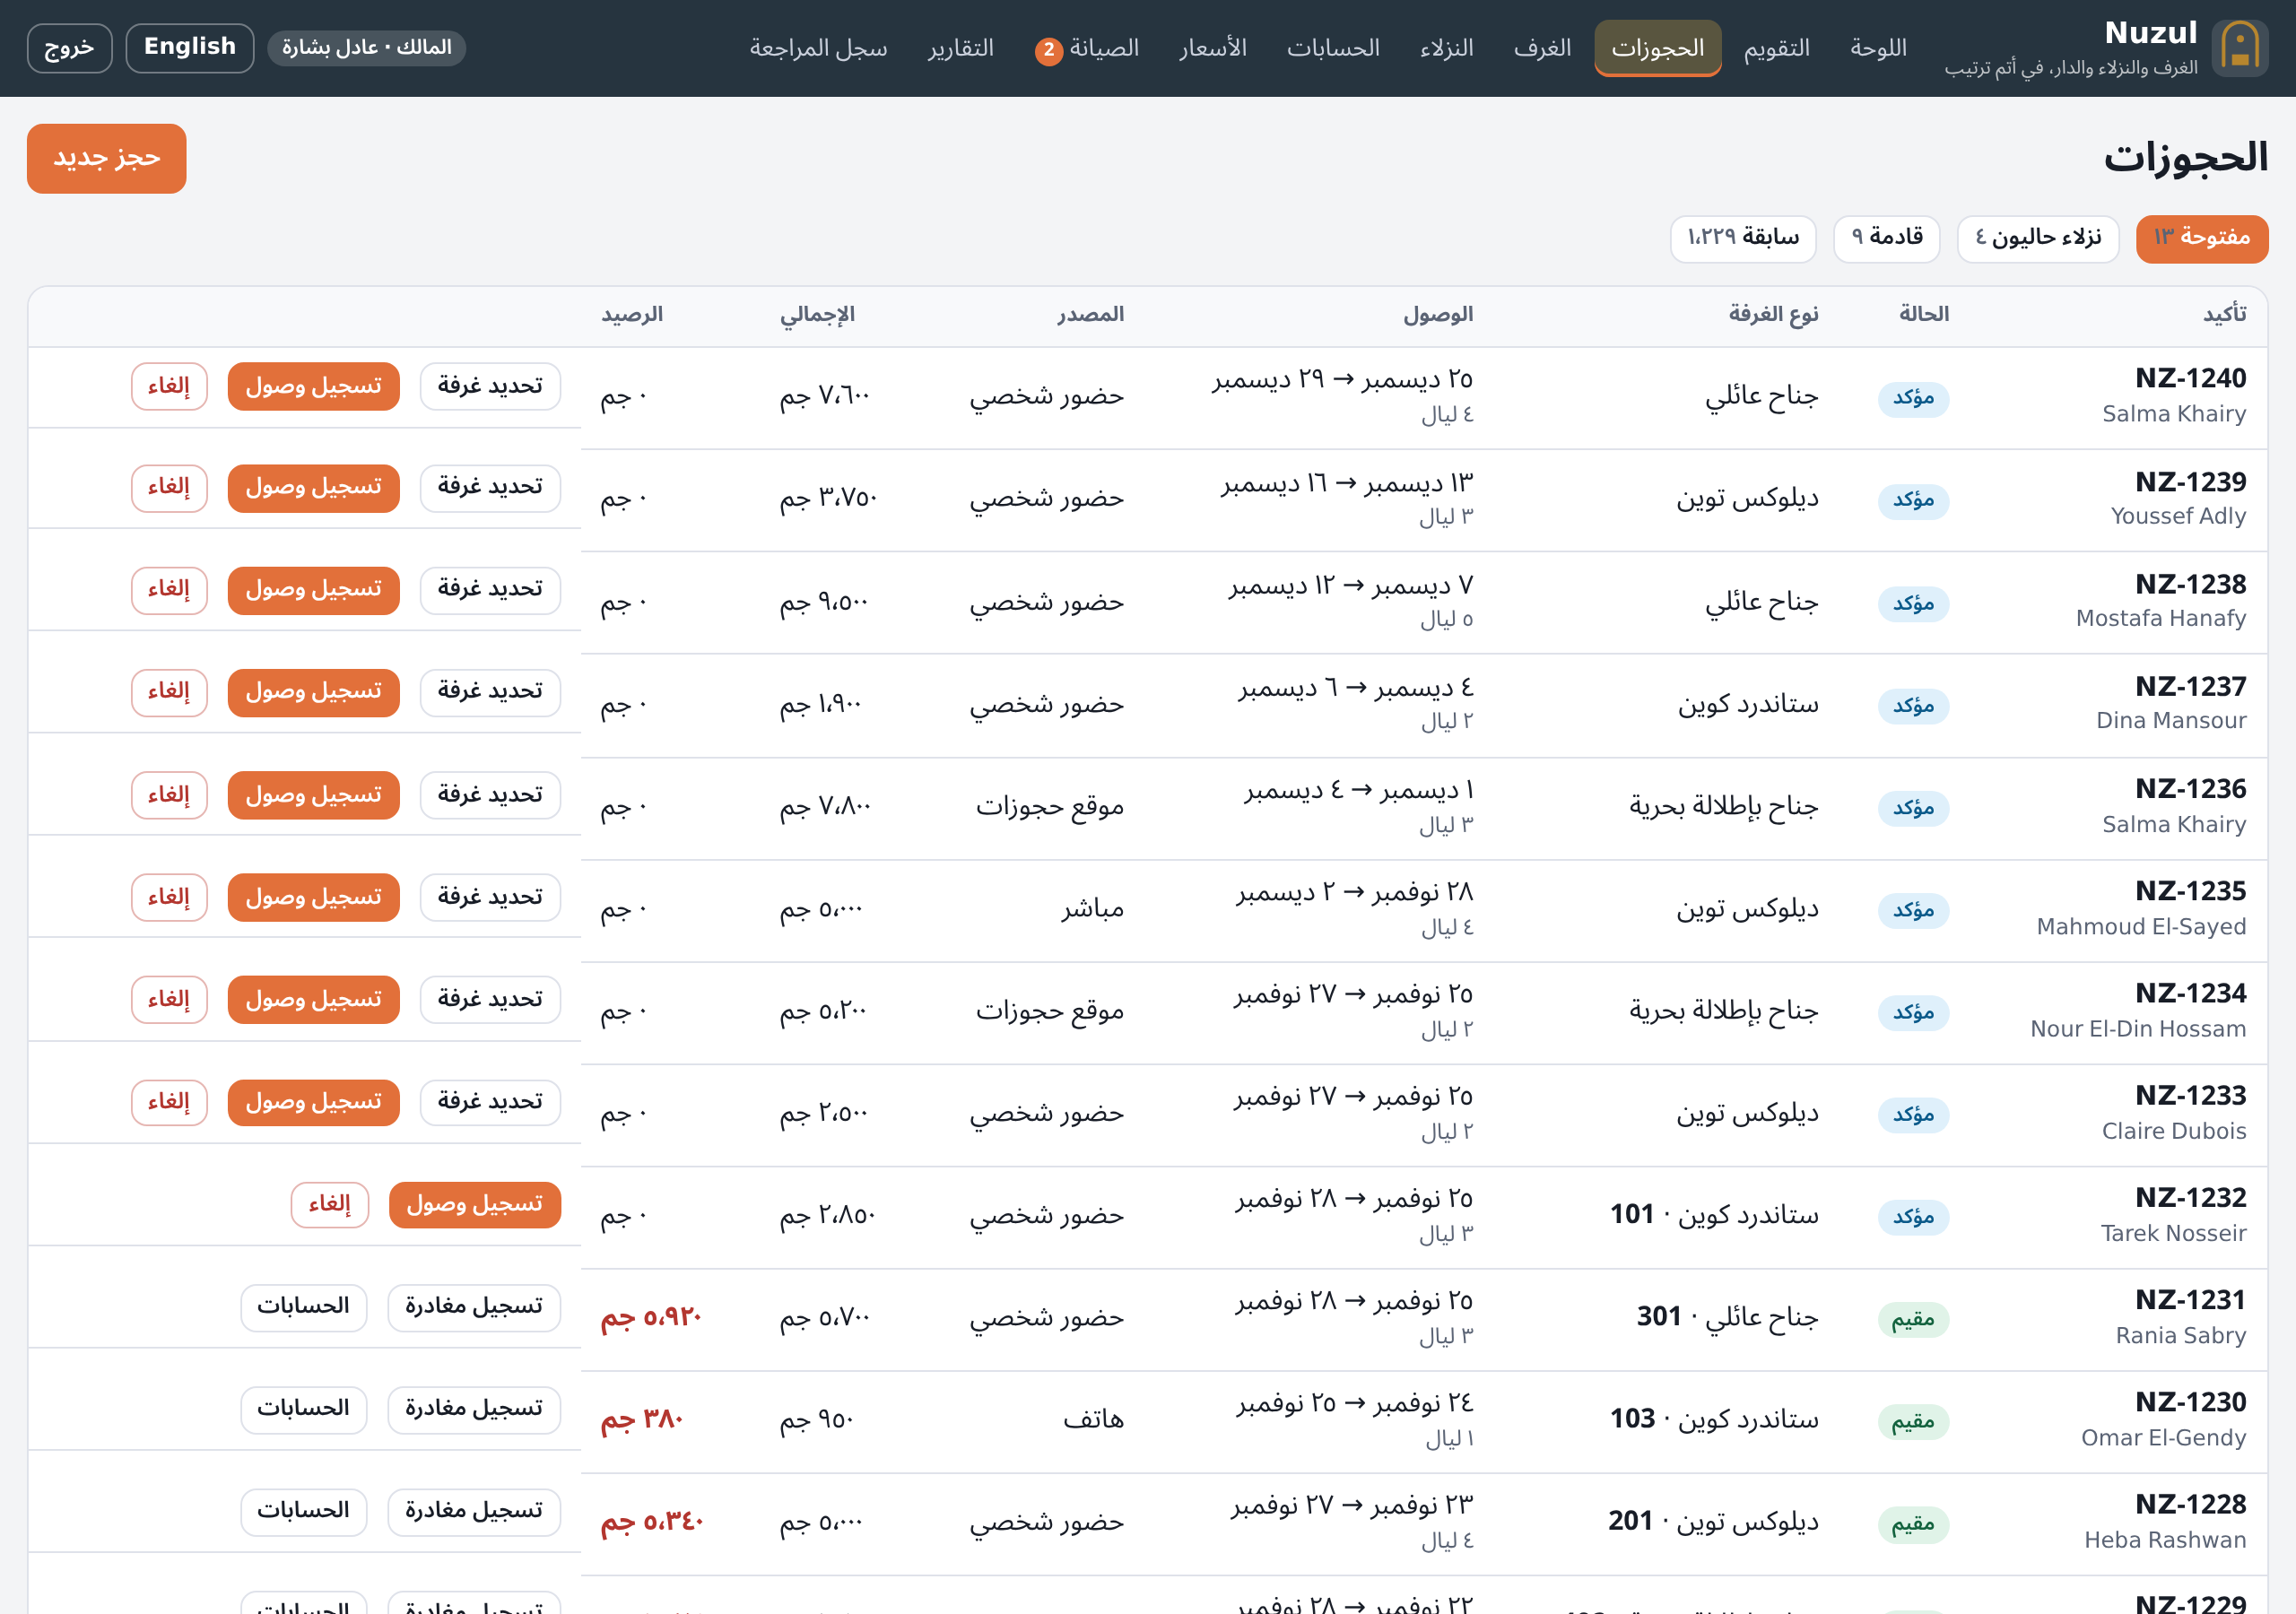 Nuzul
الغرف والنزلاء والدار، في أتم ترتيب
اللوحة
التقويم
الحجوزات
الغرف
النزلاء
الحسابات
الأسعار
الصيانة 2
التقارير
سجل المراجعة
المالك · عادل بشارة
English
خروج
الحجوزات
حجز جديد
مفتوحة ١٣
نزلاء حاليون ٤
قادمة ٩
سابقة ١،٢٢٩
تأكيد الحالة نوع الغرفة الوصول المصدر الإجمالي الرصيد
NZ-1240 مؤكد جناح عائلي ٢٥ ديسمبر → ٢٩ ديسمبر حضور شخصي ٧،٦٠٠ جم ٠ جم تحديد غرفة تسجيل وصول إلغاء
Salma Khairy ٤ ليال
NZ-1239 مؤكد ديلوكس توين ١٣ ديسمبر → ١٦ ديسمبر حضور شخصي ٣،٧٥٠ جم ٠ جم تحديد غرفة تسجيل وصول إلغاء
Youssef Adly ٣ ليال
NZ-1238 مؤكد جناح عائلي ٧ ديسمبر → ١٢ ديسمبر حضور شخصي ٩،٥٠٠ جم ٠ جم تحديد غرفة تسجيل وصول إلغاء
Mostafa Hanafy ٥ ليال
NZ-1237 مؤكد ستاندرد كوين ٤ ديسمبر → ٦ ديسمبر حضور شخصي ١،٩٠٠ جم ٠ جم تحديد غرفة تسجيل وصول إلغاء
Dina Mansour ٢ ليال
NZ-1236 مؤكد جناح بإطلالة بحرية ١ ديسمبر → ٤ ديسمبر موقع حجوزات ٧،٨٠٠ جم ٠ جم تحديد غرفة تسجيل وصول إلغاء
Salma Khairy ٣ ليال
NZ-1235 مؤكد ديلوكس توين ٢٨ نوفمبر → ٢ ديسمبر مباشر ٥،٠٠٠ جم ٠ جم تحديد غرفة تسجيل وصول إلغاء
Mahmoud El-Sayed ٤ ليال
NZ-1234 مؤكد جناح بإطلالة بحرية ٢٥ نوفمبر → ٢٧ نوفمبر موقع حجوزات ٥،٢٠٠ جم ٠ جم تحديد غرفة تسجيل وصول إلغاء
Nour El-Din Hossam ٢ ليال
NZ-1233 مؤكد ديلوكس توين ٢٥ نوفمبر → ٢٧ نوفمبر حضور شخصي ٢،٥٠٠ جم ٠ جم تحديد غرفة تسجيل وصول إلغاء
Claire Dubois ٢ ليال
NZ-1232 مؤكد ستاندرد كوين · 101 ٢٥ نوفمبر → ٢٨ نوفمبر حضور شخصي ٢،٨٥٠ جم ٠ جم تسجيل وصول إلغاء
Tarek Nosseir ٣ ليال
NZ-1231 مقيم جناح عائلي · 301 ٢٥ نوفمبر → ٢٨ نوفمبر حضور شخصي ٥،٧٠٠ جم ٥،٩٢٠ جم تسجيل مغادرة الحسابات
Rania Sabry ٣ ليال
NZ-1230 مقيم ستاندرد كوين · 103 ٢٤ نوفمبر → ٢٥ نوفمبر هاتف ٩٥٠ جم ٣٨٠ جم تسجيل مغادرة الحسابات
Omar El-Gendy ١ ليال
NZ-1228 مقيم ديلوكس توين · 201 ٢٣ نوفمبر → ٢٧ نوفمبر حضور شخصي ٥،٠٠٠ جم ٥،٣٤٠ جم تسجيل مغادرة الحسابات
Heba Rashwan ٤ ليال
NZ-1229 ٢٢ نوفمبر → ٢٨ نوفمبر تسجيل مغادرة الحسابات